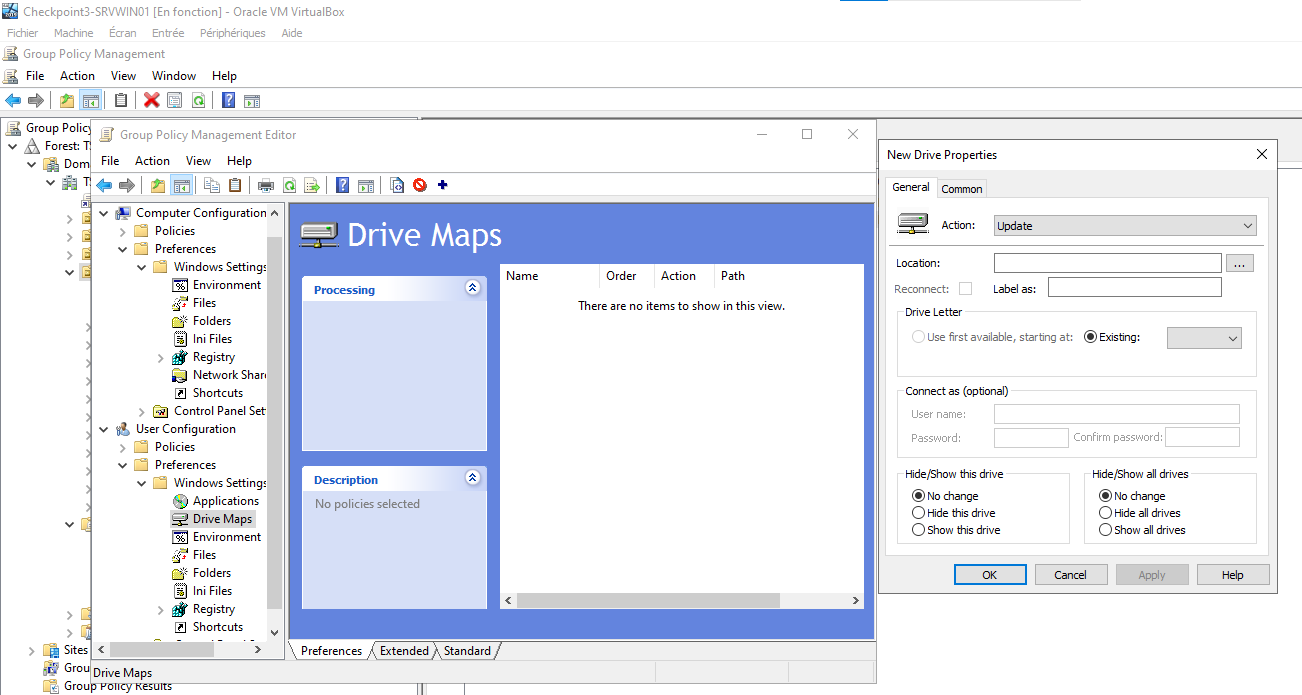 Checkpoint3-SRVWIN01 [En fonction] - Oracle VM VirtualBox
Fichier Machine Écran Entrée Périphériques Aide
Group Policy Management
File Action View Window Help
Group Policy
Forest: TS
Dom
TS
Sites
Grou
Group Policy Results
Group Policy Management Editor
File Action View Help
Computer Configuration
Policies
Preferences
Windows Settings
Environment
Files
Folders
Ini Files
Registry
Network Share
Shortcuts
Control Panel Set
User Configuration
Policies
Preferences
Windows Settings
Applications
Drive Maps
Environment
Files
Folders
Ini Files
Registry
Shortcuts
Drive Maps
Processing
Description
No policies selected
Name Order Action Path
There are no items to show in this view.
Preferences Extended Standard
Drive Maps
New Drive Properties
General Common
Action: Update
Location: ...
Reconnect: Label as:
Drive Letter
Use first available, starting at: Existing:
Connect as (optional)
User name:
Password: Confirm password:
Hide/Show this drive Hide/Show all drives
No change No change
Hide this drive Hide all drives
Show this drive Show all drives
OK Cancel Apply Help